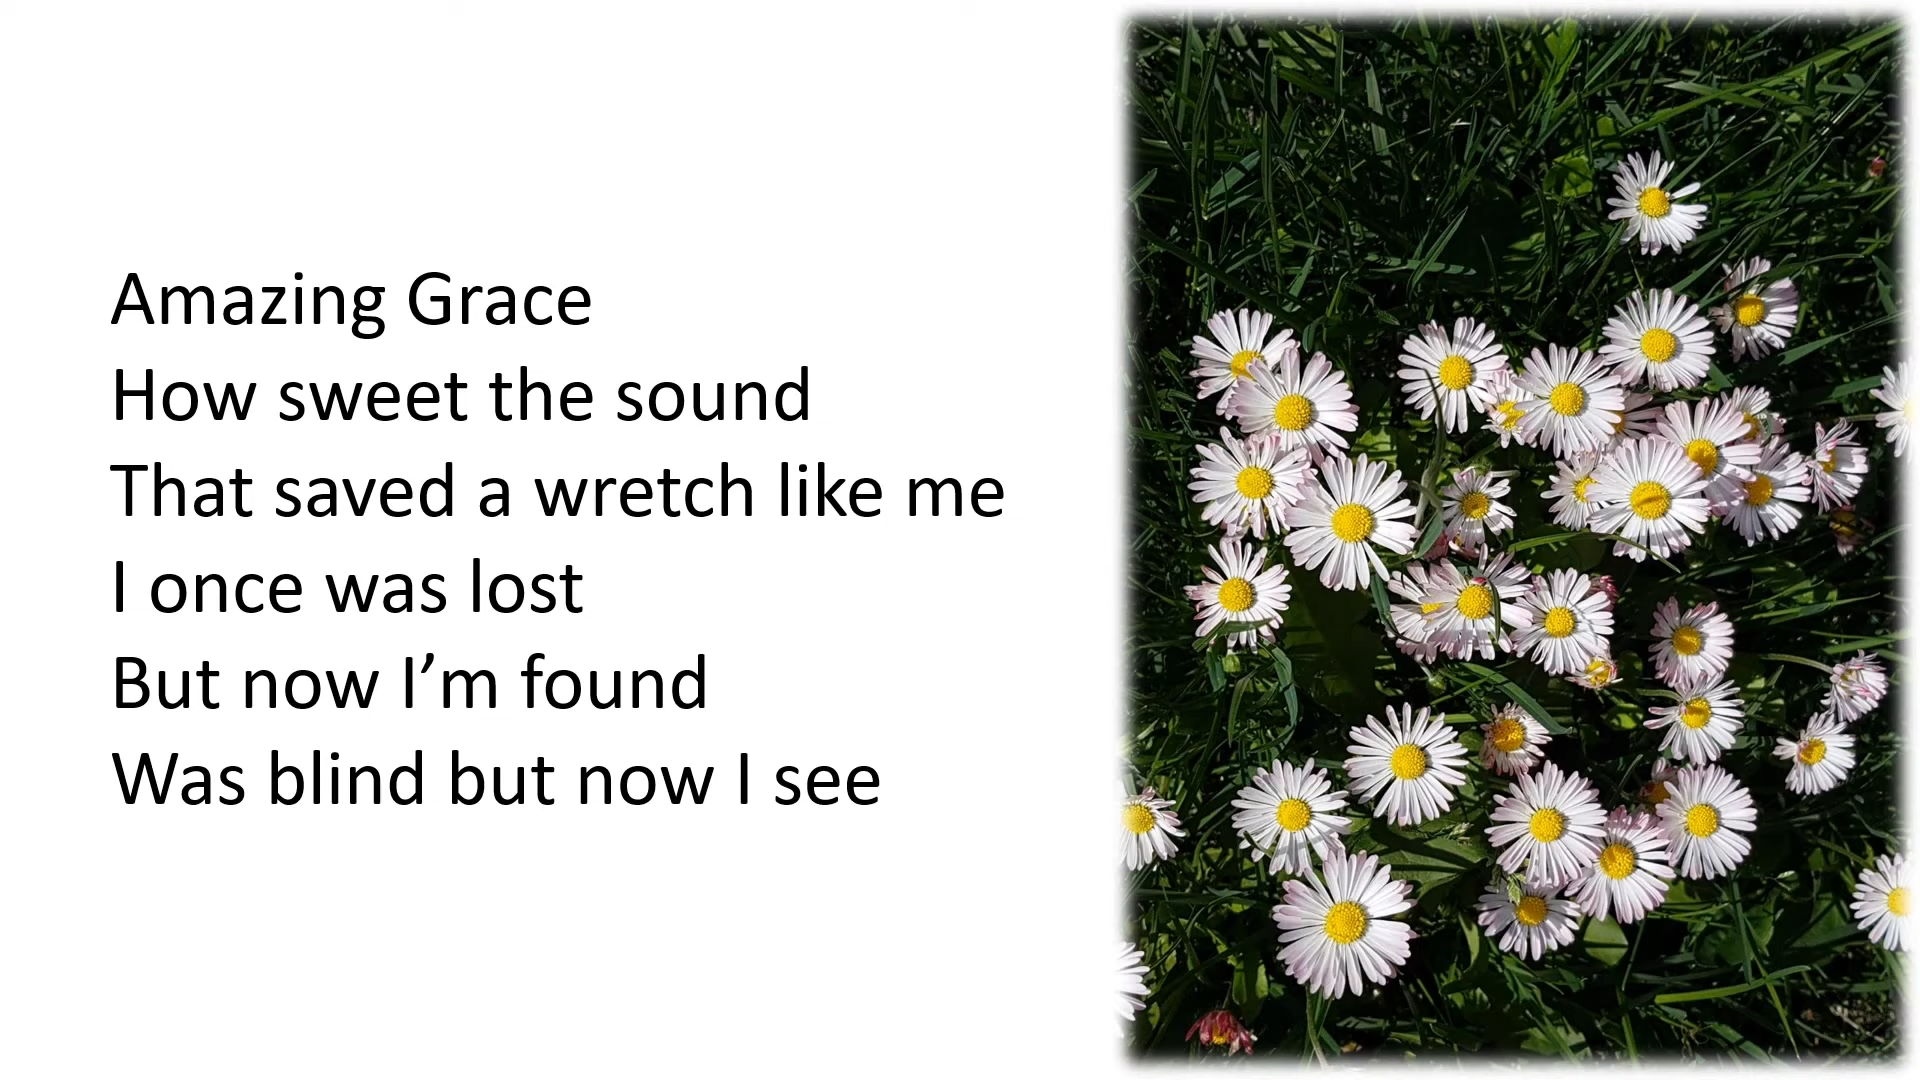 Amazing Grace
How sweet the sound
That saved a wretch like me
I once was lost
But now I’m found
Was blind but now I see